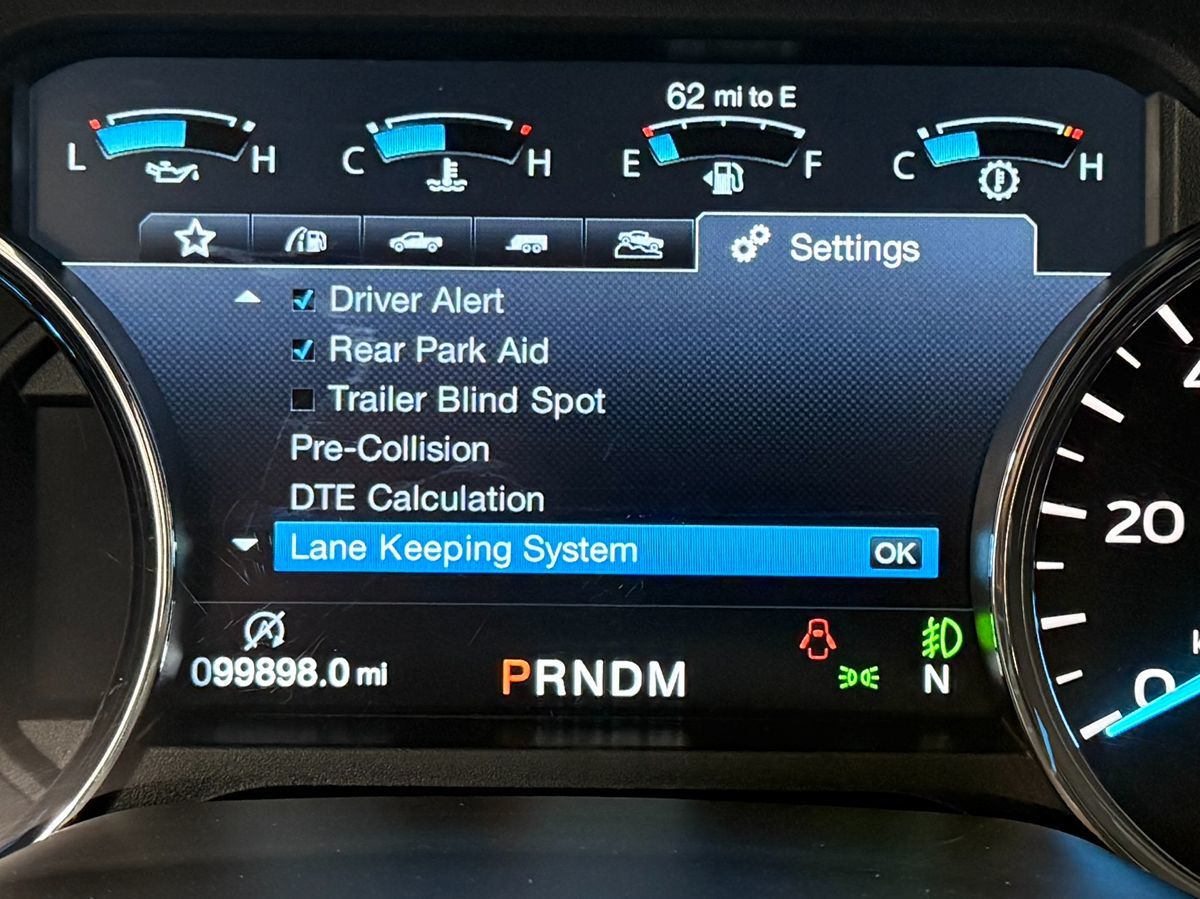 62 mi to E
L H C H E F C H
Settings
Driver Alert
Rear Park Aid
Trailer Blind Spot
Pre-Collision
DTE Calculation
Lane Keeping System OK
A
099898.0 mi PRNDM N
20
0